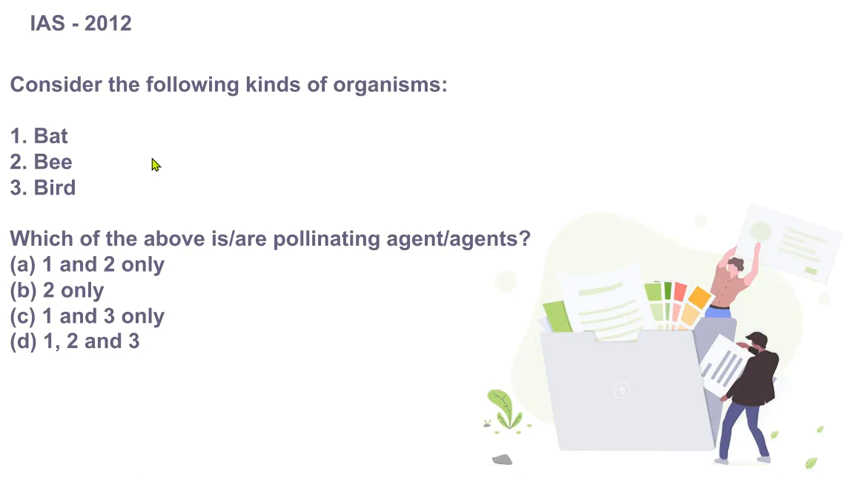 IAS - 2012
Consider the following kinds of organisms:
1. Bat
2. Bee
3. Bird
Which of the above is/are pollinating agent/agents?
(a) 1 and 2 only
(b) 2 only
(c) 1 and 3 only
(d) 1, 2 and 3